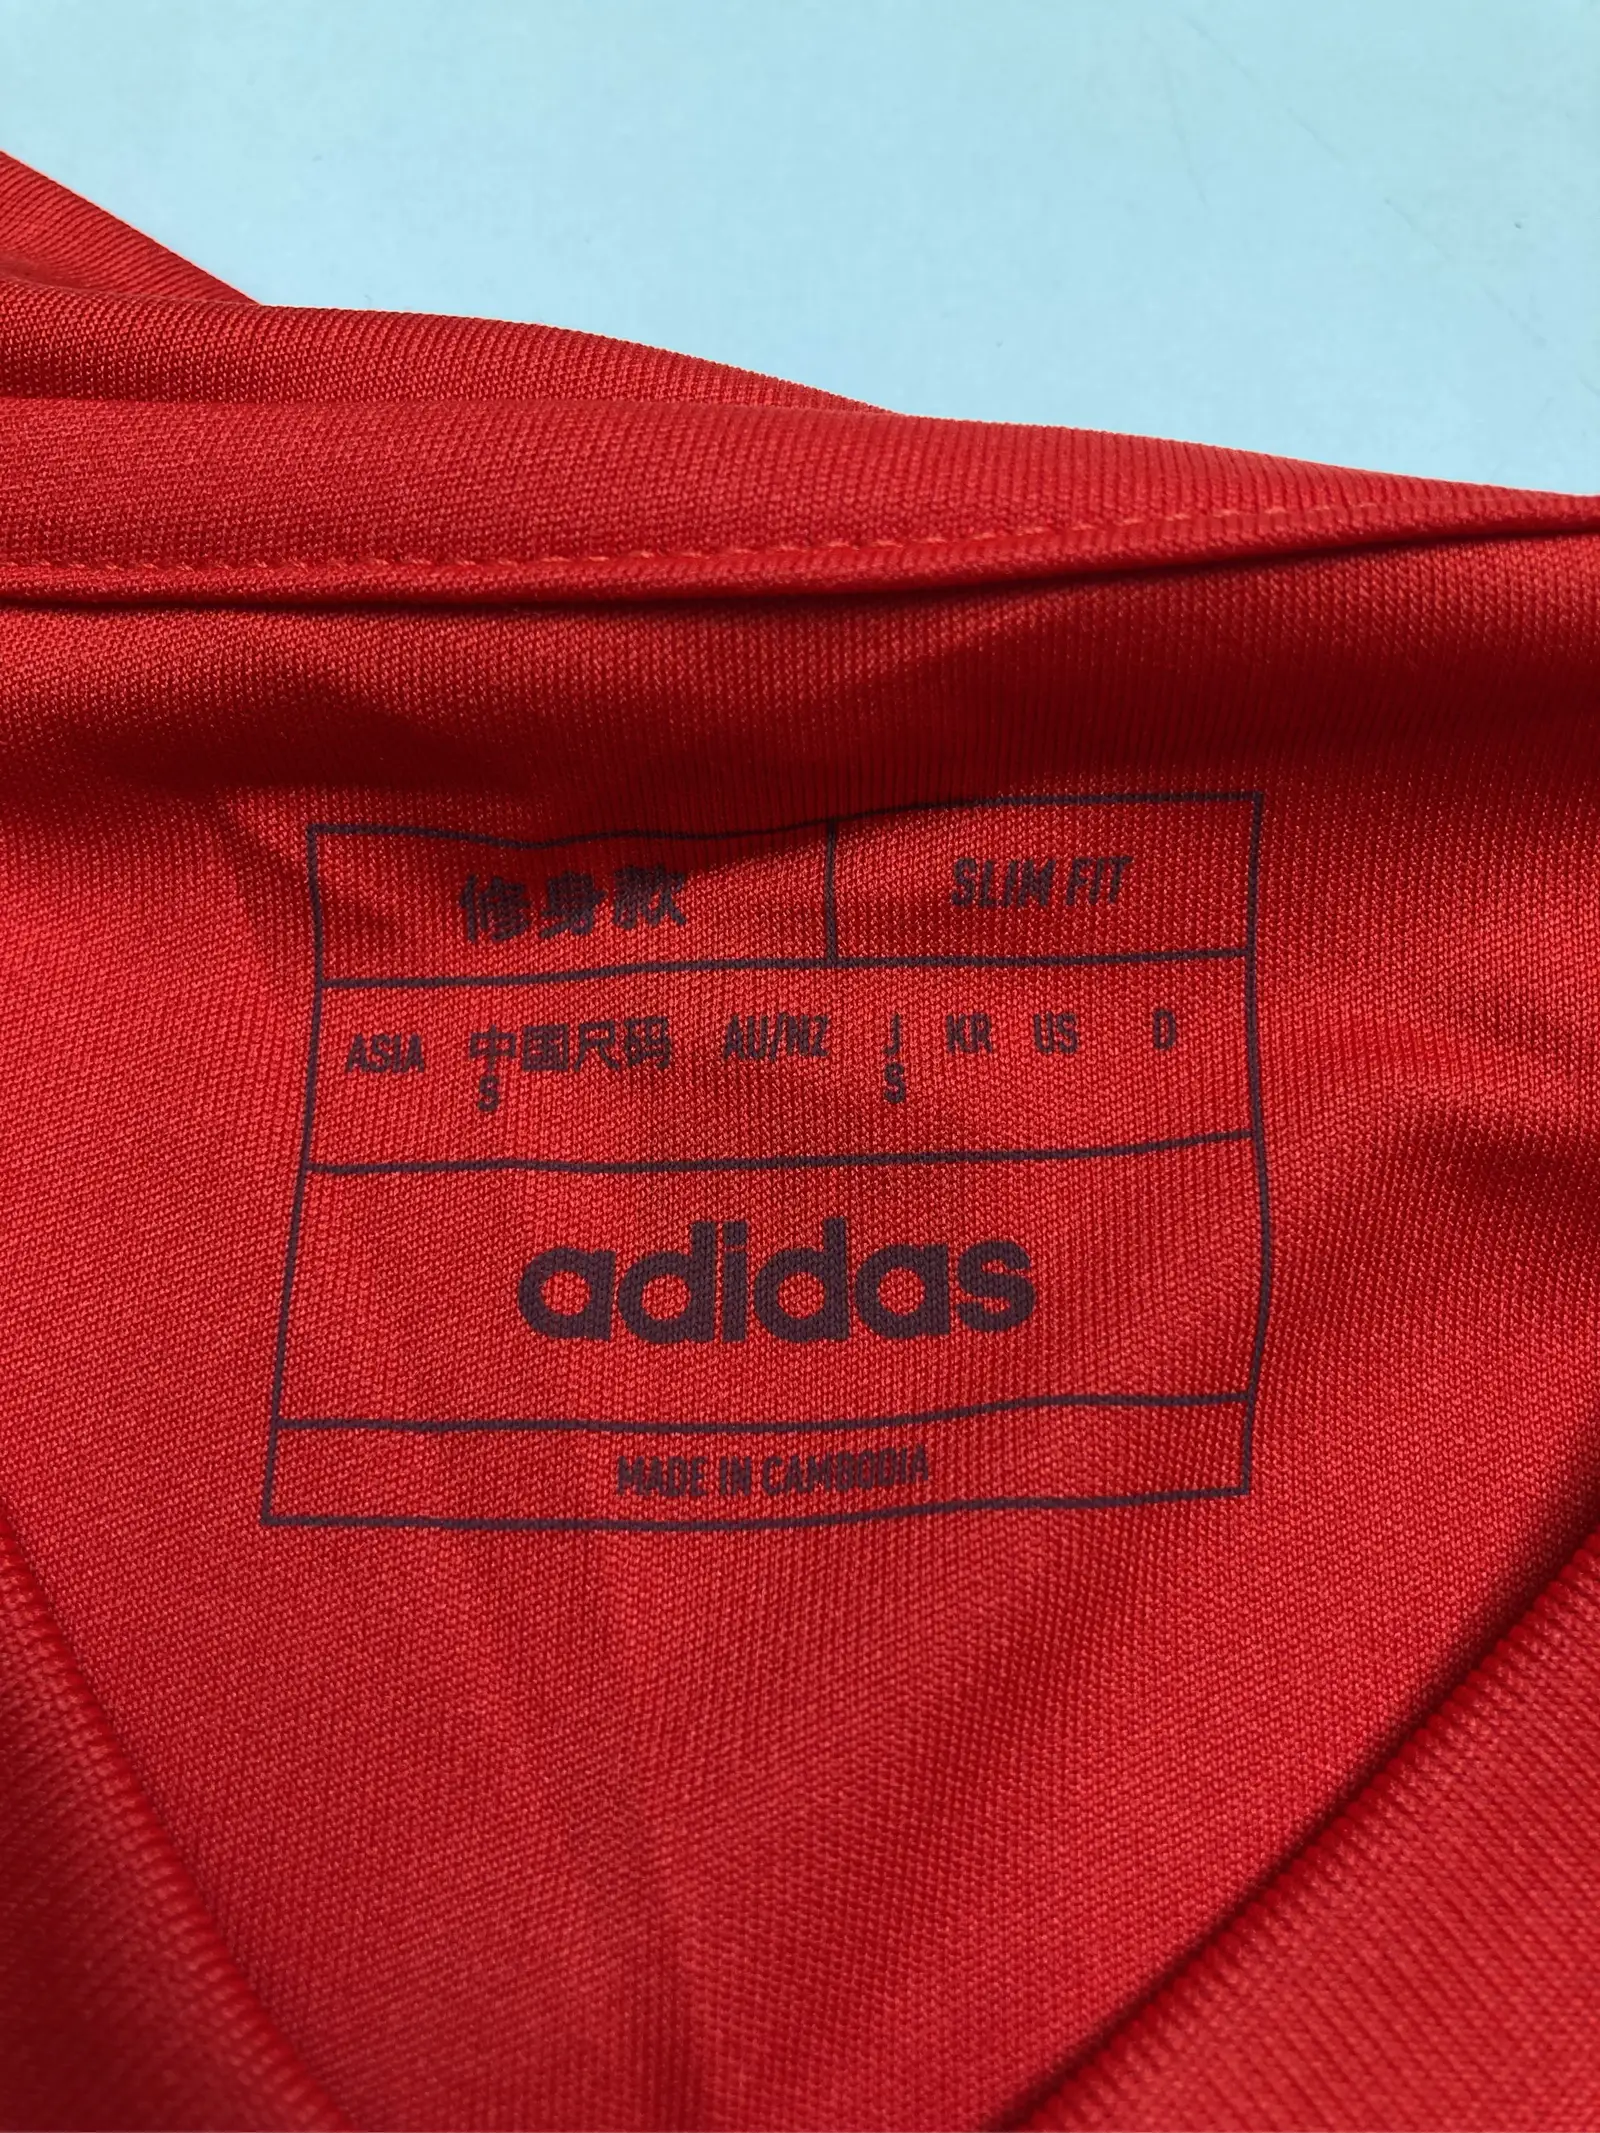 修身款 SLIM FIT
ASIA 中国尺码 AU/NZ J KR US D
S S
adidas
MADE IN CAMBODIA